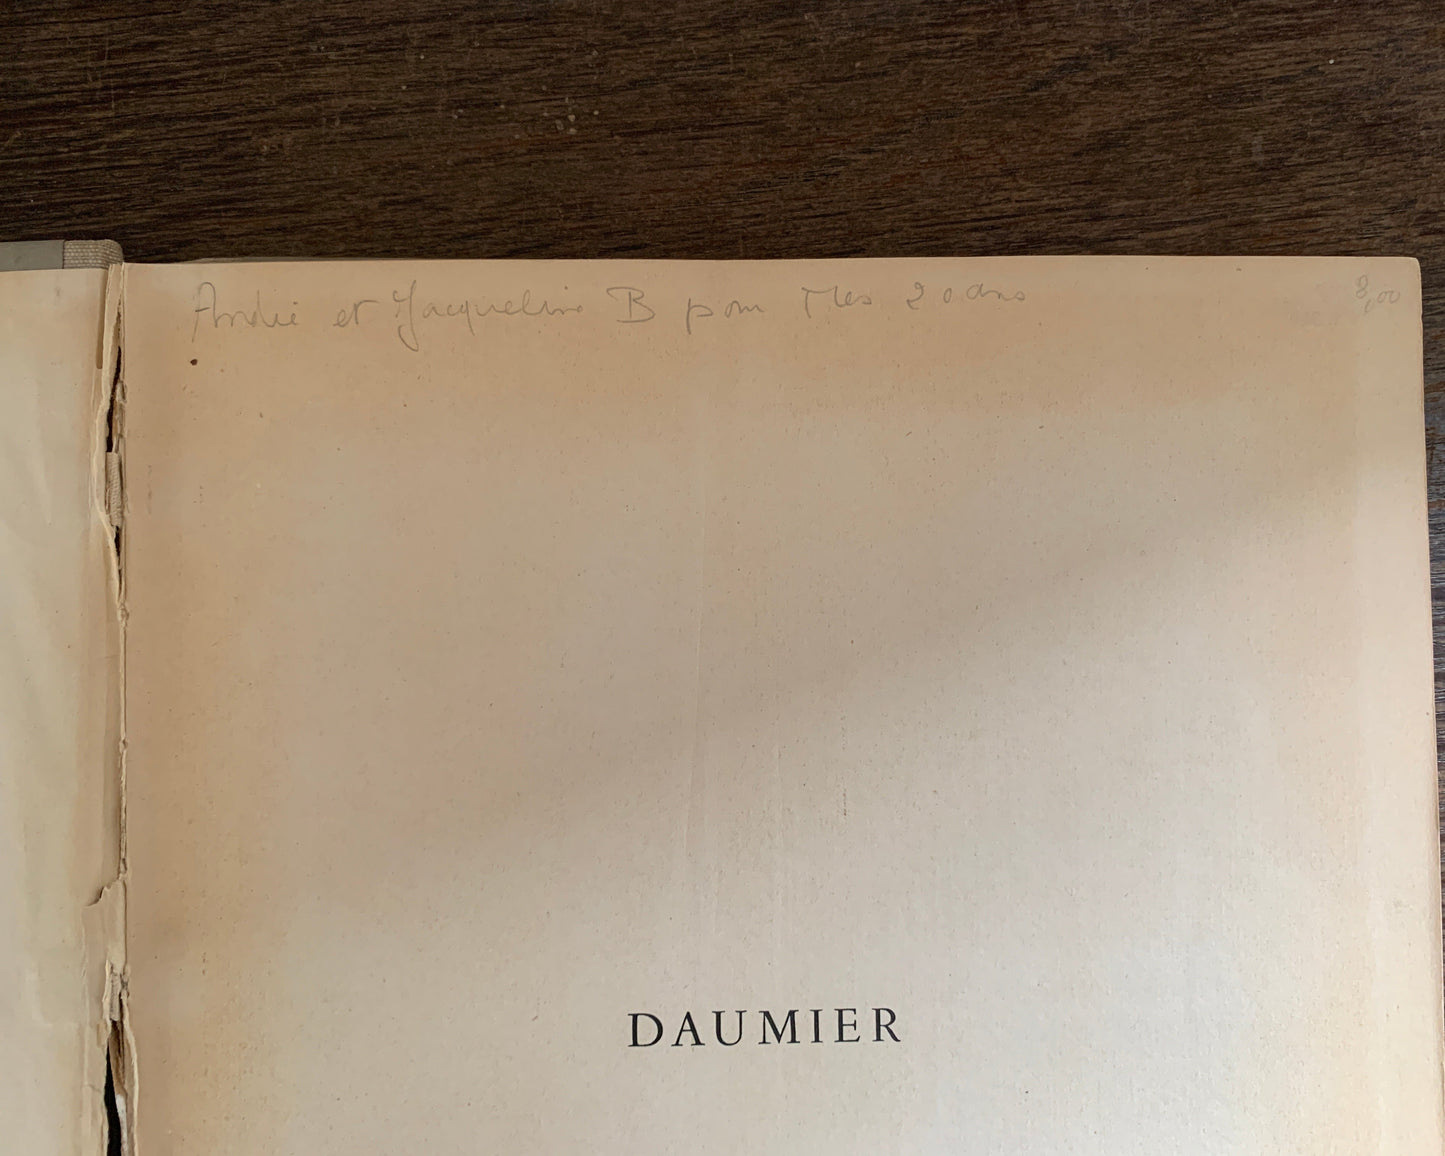 André et Jacqueline B pour mes 20 ans
8,00
DAUMIER